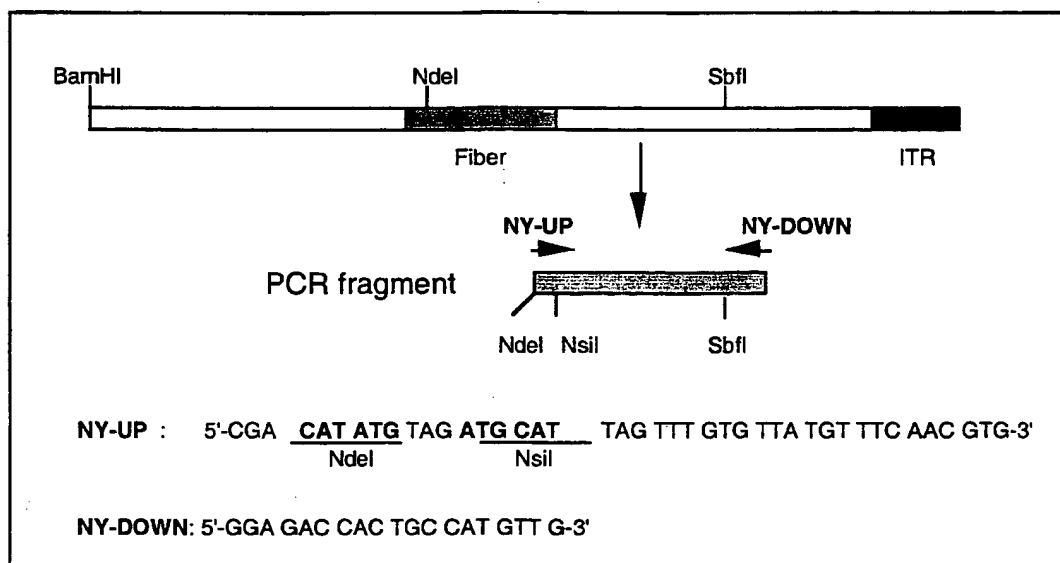 BamHI NdeI SbfI
Fiber ITR
NY-UP NY-DOWN
PCR fragment
NdeI NsiI SbfI
NY-UP : 5'-CGA CAT ATG TAG ATG CAT TAG TTT GTG TTA TGT TTC AAC GTG-3'
NdeI NsiI
NY-DOWN: 5'-GGA GAC CAC TGC CAT GTT G-3'